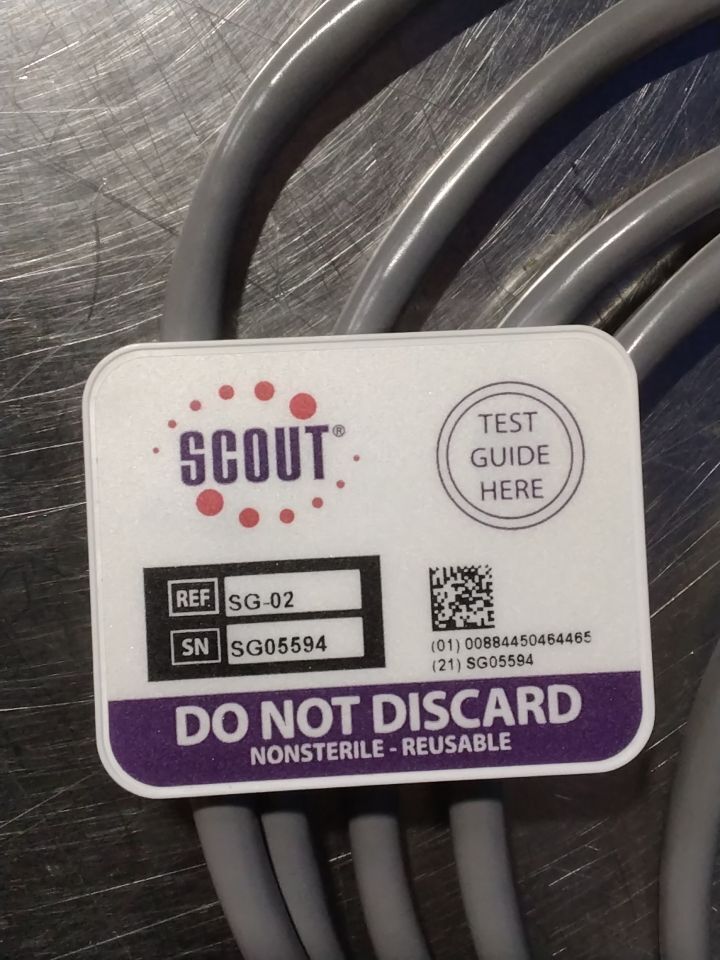 SCOUT®
TEST
GUIDE
HERE
REF SG-02
SN SG05594
(01) 00884450464465
(21) SG05594
DO NOT DISCARD
NONSTERILE - REUSABLE